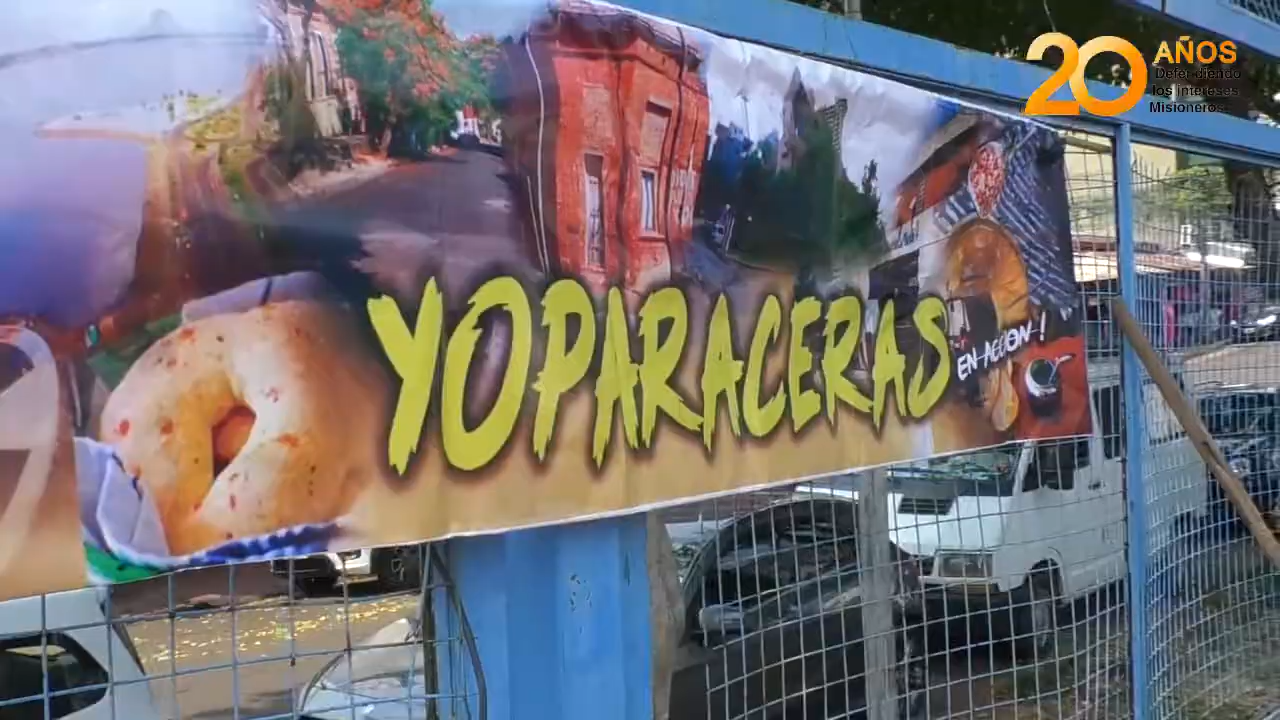 20 AÑOS
Defendiendo
los intereses
Misioneros
YOPARACERAS
EN ACCION !